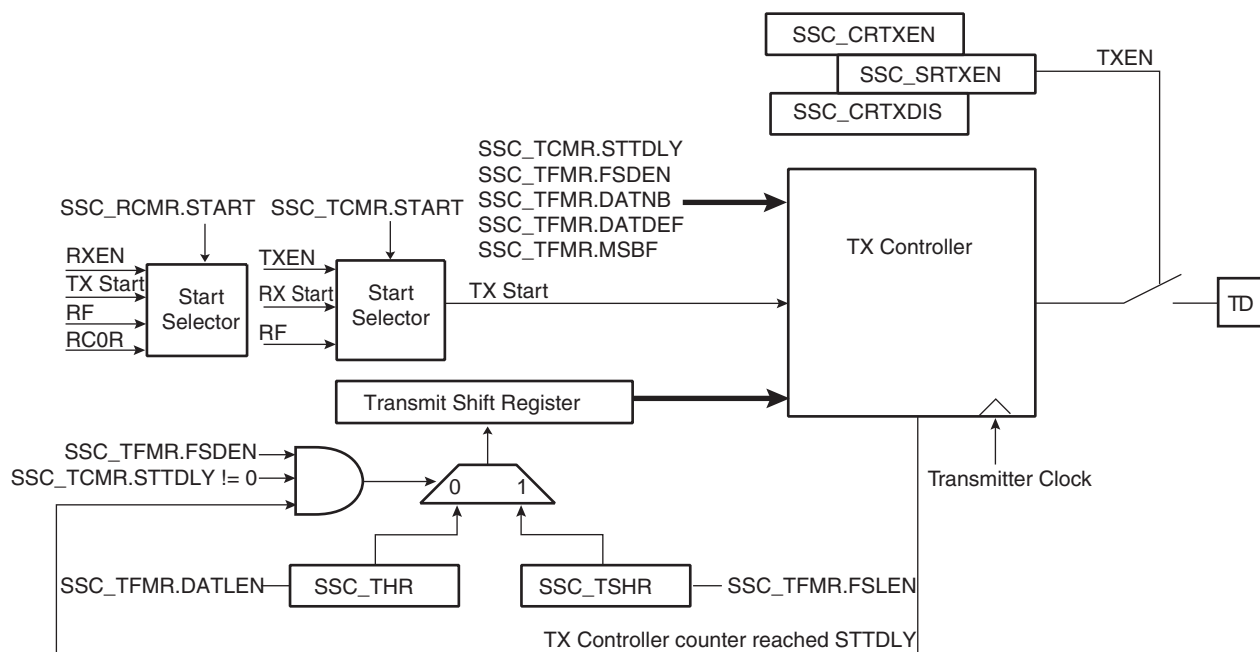 SSC_CRTXEN
SSC_SRTXEN
TXEN
SSC_CRTXDIS
SSC_TCMR.STTDLY
SSC_TFMR.FSDEN
SSC_TFMR.DATNB
SSC_TFMR.DATDEF
SSC_TFMR.MSBF
SSC_RCMR.START
SSC_TCMR.START
RXEN
TX Start
RF
RC0R
Start
Selector
TXEN
RX Start
RF
Start
Selector
TX Start
TX Controller
TD
Transmit Shift Register
SSC_TFMR.FSDEN
SSC_TCMR.STTDLY != 0
0 1
Transmitter Clock
SSC_TFMR.DATLEN
SSC_THR
SSC_TSHR
SSC_TFMR.FSLEN
TX Controller counter reached STTDLY